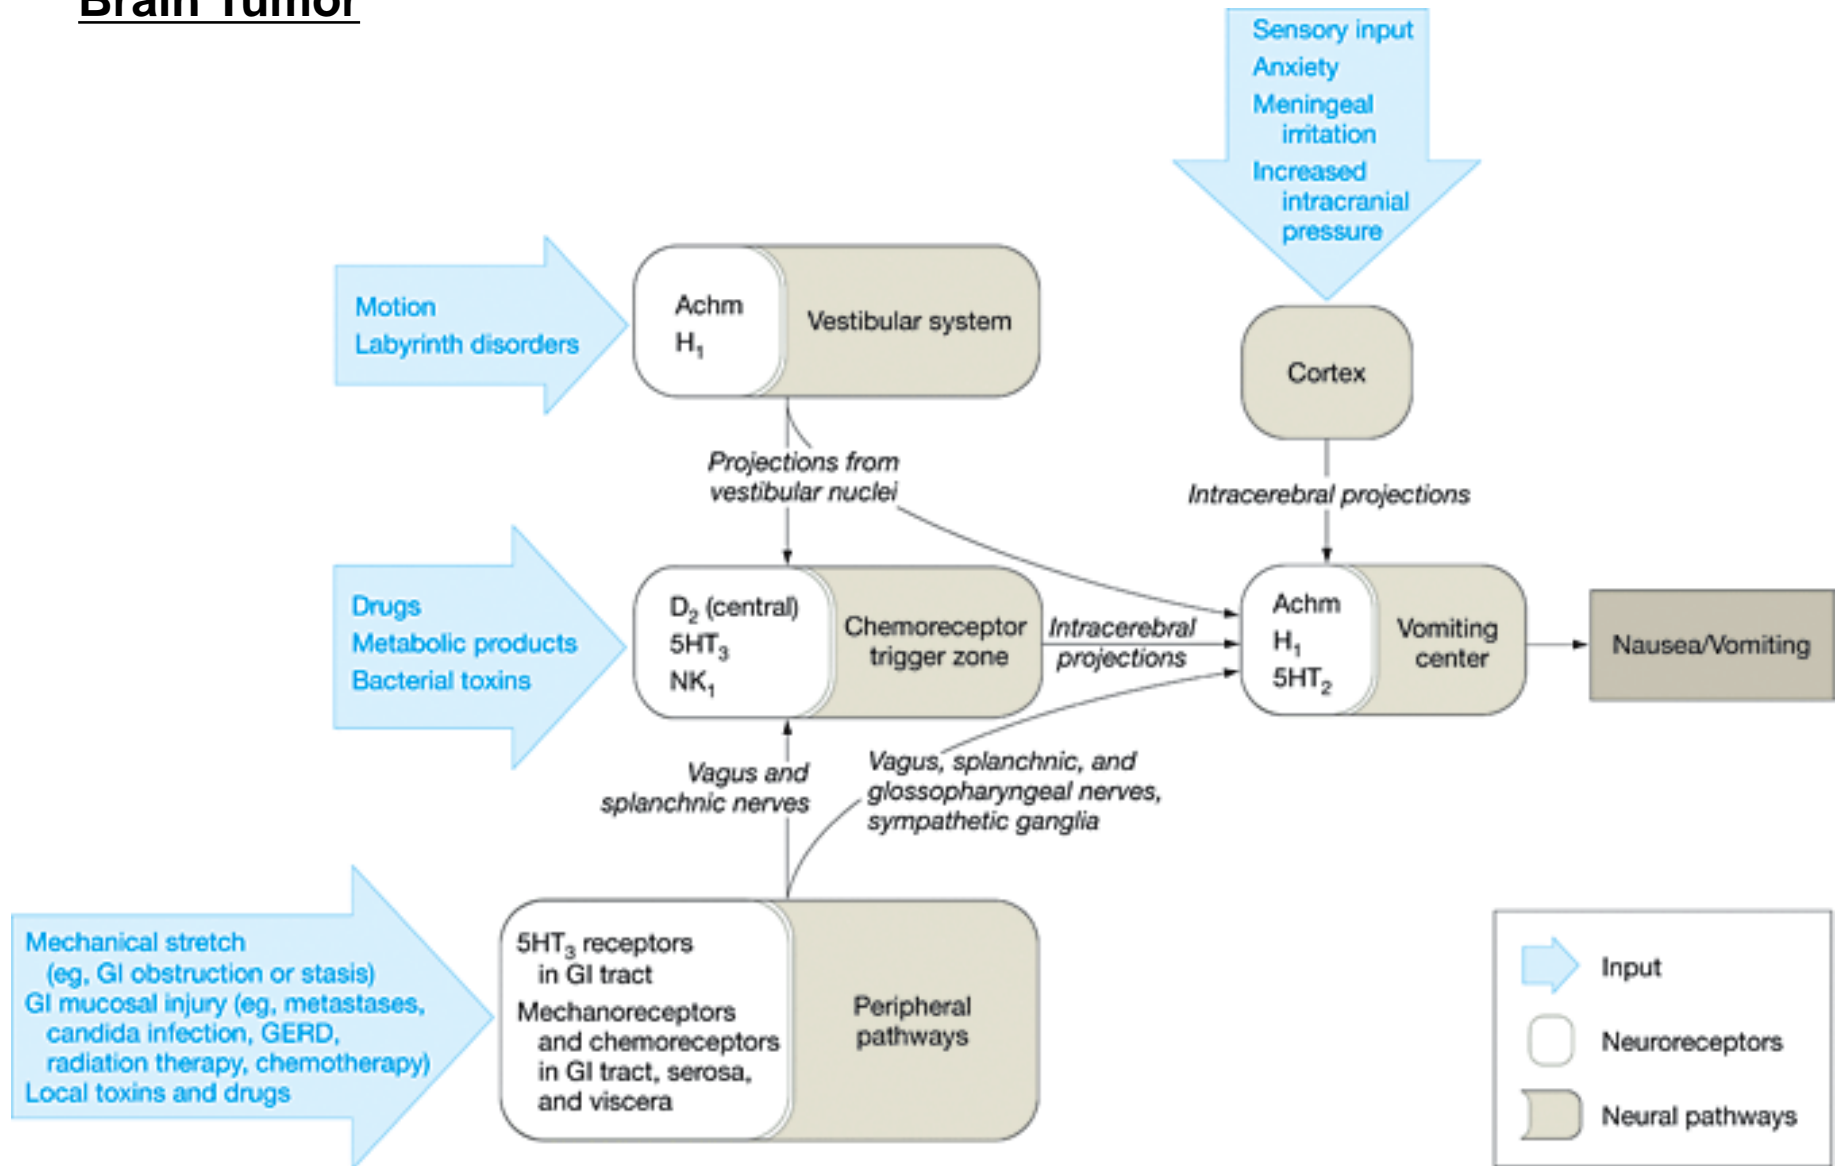 Brain Tumor
Sensory input
Anxiety
Meningeal
irritation
Increased
intracranial
pressure
Motion
Labyrinth disorders
Achm
H₁
Vestibular system
Cortex
Projections from
vestibular nuclei
Intracerebral projections
Drugs
Metabolic products
Bacterial toxins
D₂ (central)
5HT₃
NK₁
Chemoreceptor
trigger zone
Intracerebral
projections
Achm
H₁
5HT₂
Vomiting
center
Nausea/Vomiting
Vagus and
splanchnic nerves
Vagus, splanchnic, and
glossopharyngeal nerves,
sympathetic ganglia
Mechanical stretch
(eg, GI obstruction or stasis)
GI mucosal injury (eg, metastases,
candida infection, GERD,
radiation therapy, chemotherapy)
Local toxins and drugs
5HT₃ receptors
in GI tract
Mechanoreceptors
and chemoreceptors
in GI tract, serosa,
and viscera
Peripheral
pathways
Input
Neuroreceptors
Neural pathways